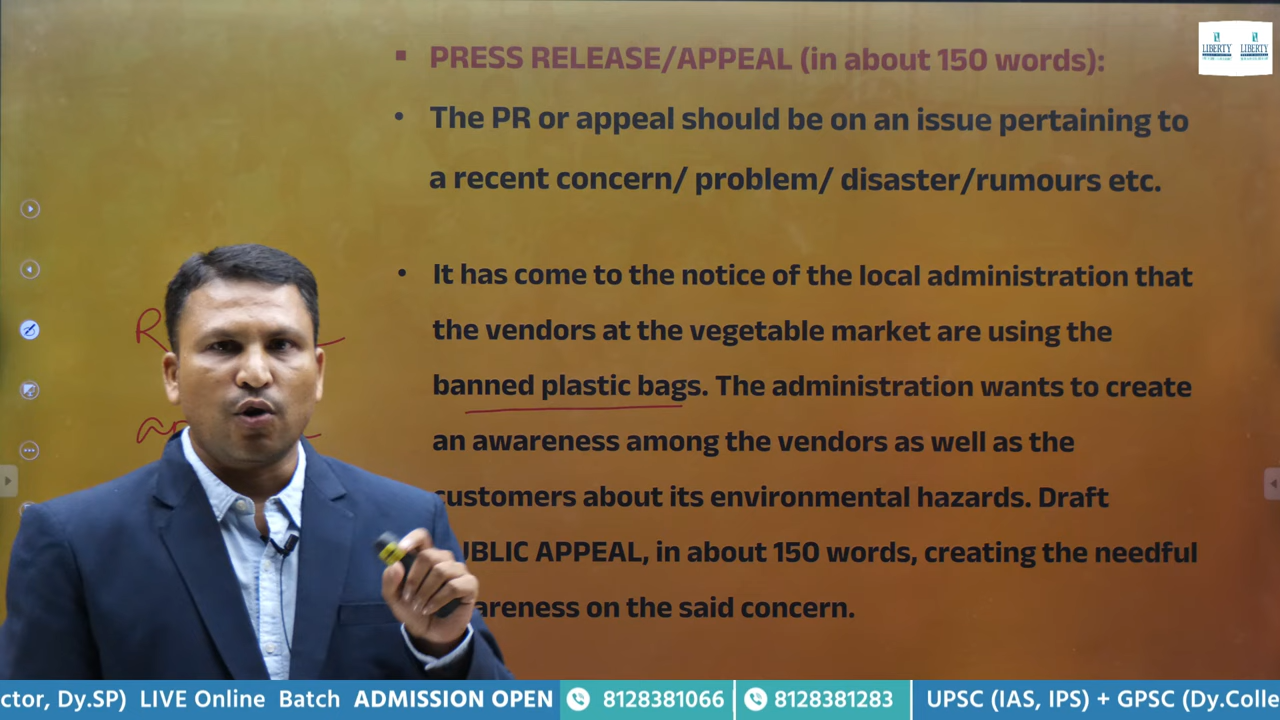 LIBERTY LIBERTY
PRESS RELEASE/APPEAL (in about 150 words):
The PR or appeal should be on an issue pertaining to
a recent concern/ problem/ disaster/rumours etc.
It has come to the notice of the local administration that
the vendors at the vegetable market are using the
banned plastic bags. The administration wants to create
an awareness among the vendors as well as the
customers about its environmental hazards. Draft
UBLIC APPEAL, in about 150 words, creating the needful
areness on the said concern.
ctor, Dy.SP) LIVE Online Batch ADMISSION OPEN 8128381066 8128381283 UPSC (IAS, IPS) + GPSC (Dy.Colle